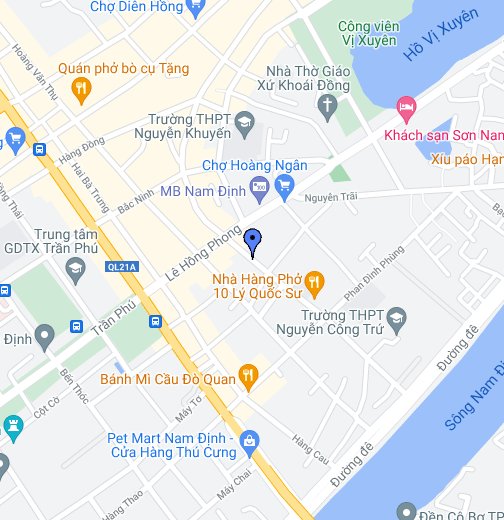 Chợ Diên Hồng
Công viên
Vị Xuyên
Hồ Vị Xuyên
Hoàng Văn Thụ
Quán phở bò cụ Tặng
Nhà Thờ Giáo
Xứ Khoái Đồng
Trường THPT
Nguyễn Khuyến
Khách sạn Sơn Nam
Hàng Đồng
Hai Bà Trưng
Chợ Hoàng Ngân
Xíu páo Hạn
MB Nam Định
Bắc Ninh
Nguyễn Trãi
Trung tâm
GDTX Trần Phú
QL21A
Lê Hồng Phong
Phan Đình Phùng
Nhà Hàng Phở
10 Lý Quốc Sư
Trần Phú
Trường THPT
Nguyễn Công Trứ
Định
Đường đê
Bến Thóc
Bánh Mì Cầu Đò Quan
Cột Cờ
Máy Tơ
Sông Nam Đị
Pet Mart Nam Định -
Cửa Hàng Thú Cưng
Hàng Cau
Đường đê
Máy Chai
Hàng Thao
Đền Cô Bơ TP